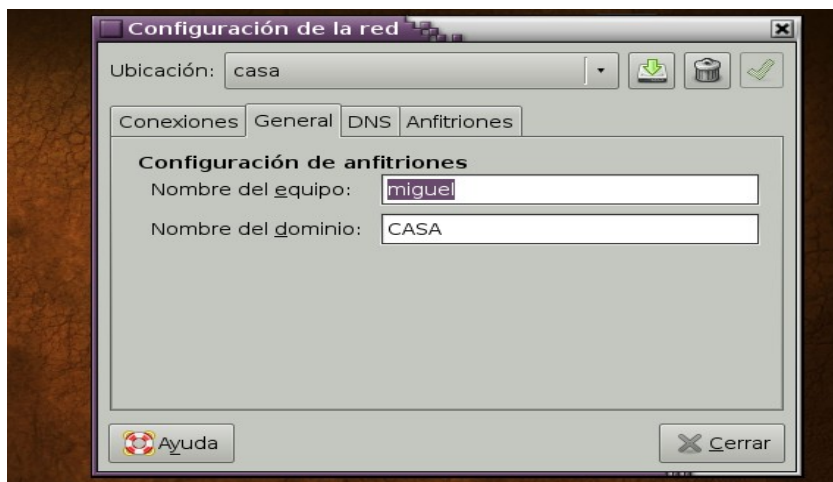 Configuración de la red
Ubicación: casa
Conexiones General DNS Anfitriones
Configuración de anfitriones
Nombre del equipo: miguel
Nombre del dominio: CASA
Ayuda Cerrar